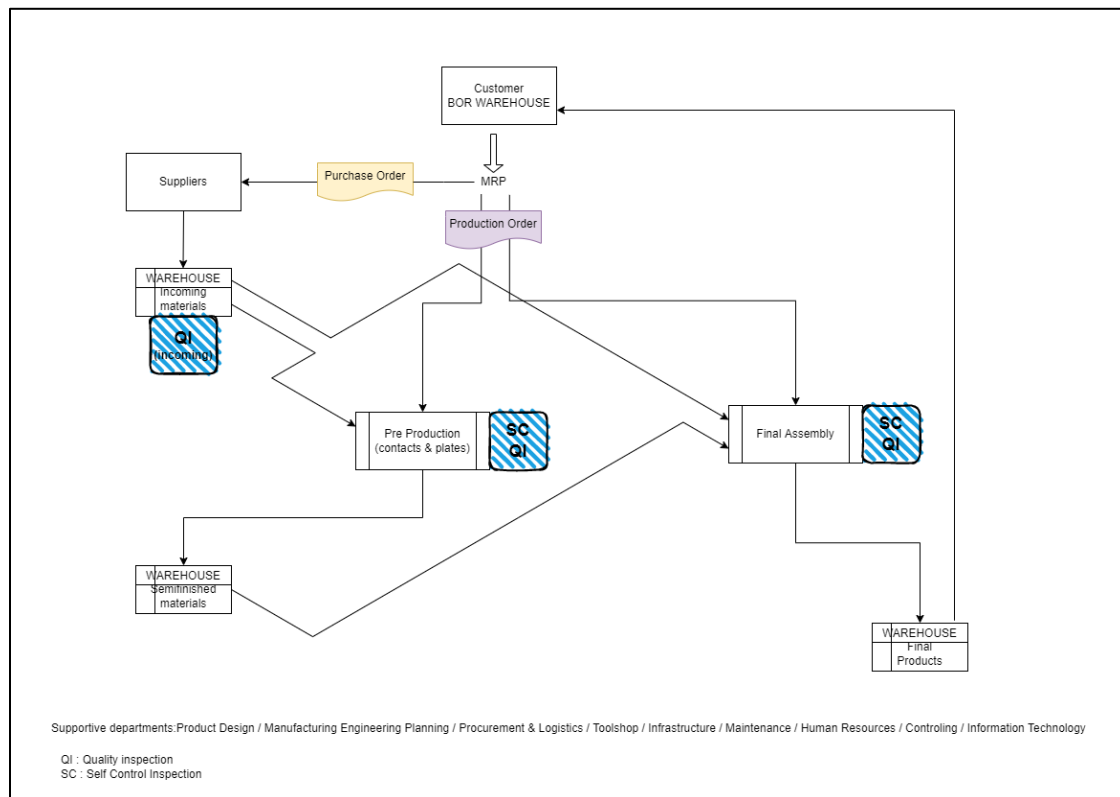 Customer
BOR WAREHOUSE
Purchase Order
MRP
Suppliers
Production Order
WAREHOUSE
Incoming
materials
QI
(incoming)
Pre Production
(contacts & plates)
SC
QI
Final Assembly
SC
QI
WAREHOUSE
Semifinished
materials
WAREHOUSE
Final
Products
Supportive departments:Product Design / Manufacturing Engineering Planning / Procurement & Logistics / Toolshop / Infrastructure / Maintenance / Human Resources / Controling / Information Technology
QI : Quality inspection
SC : Self Control Inspection